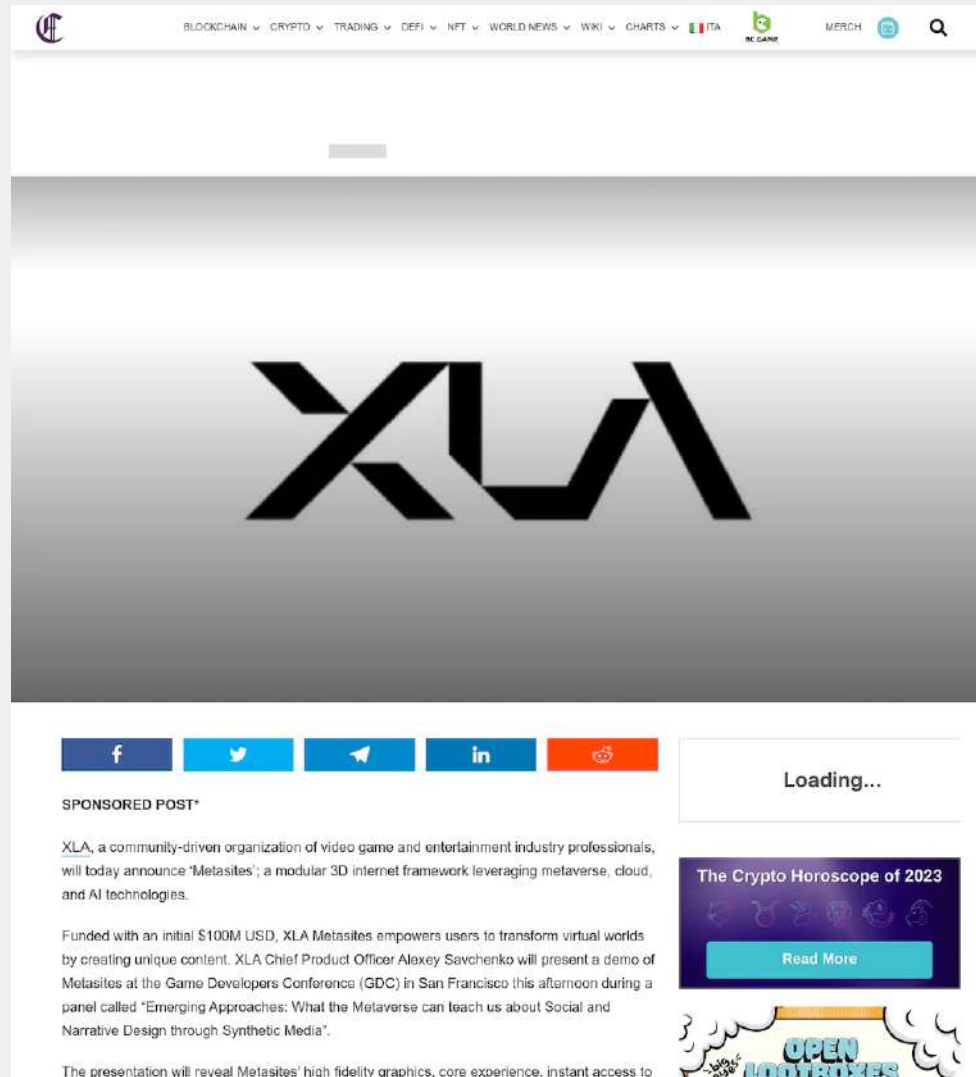 BLOCKCHAIN CRYPTO TRADING DEFI NFT WORLD NEWS WIKI CHARTS ITA BC.GAME MERCH
XLA
f in
Loading...
SPONSORED POST*
XLA, a community-driven organization of video game and entertainment industry professionals,
will today announce 'Metasites'; a modular 3D internet framework leveraging metaverse, cloud,
and AI technologies.
The Crypto Horoscope of 2023
Read More
Funded with an initial $100M USD, XLA Metasites empowers users to transform virtual worlds
by creating unique content. XLA Chief Product Officer Alexey Savchenko will present a demo of
Metasites at the Game Developers Conference (GDC) in San Francisco this afternoon during a
panel called "Emerging Approaches: What the Metaverse can teach us about Social and
Narrative Design through Synthetic Media".
The presentation will reveal Metasites' high fidelity graphics, core experience, instant access to
OPEN
LOOTBOXES